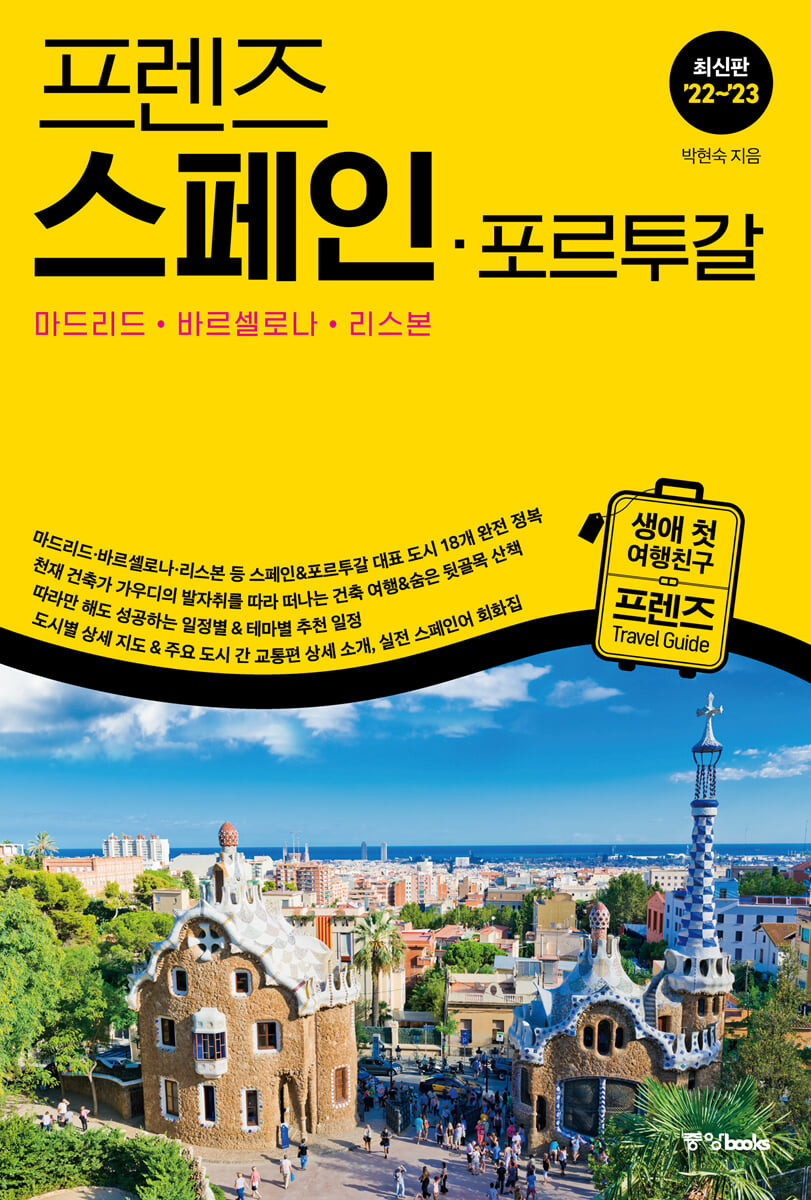 프렌즈
최신판
'22~'23
박현숙 지음
스페인 · 포르투갈
마드리드 • 바르셀로나 • 리스본
마드리드·바르셀로나·리스본 등 스페인&포르투갈 대표 도시 18개 완전 정복
천재 건축가 가우디의 발자취를 따라 떠나는 건축 여행&숨은 뒷골목 산책
따라만 해도 성공하는 일정별 & 테마별 추천 일정
도시별 상세 지도 & 주요 도시 간 교통편 상세 소개, 실전 스페인어 회화집
생애 첫
여행친구
프렌즈
Travel Guide
중앙books